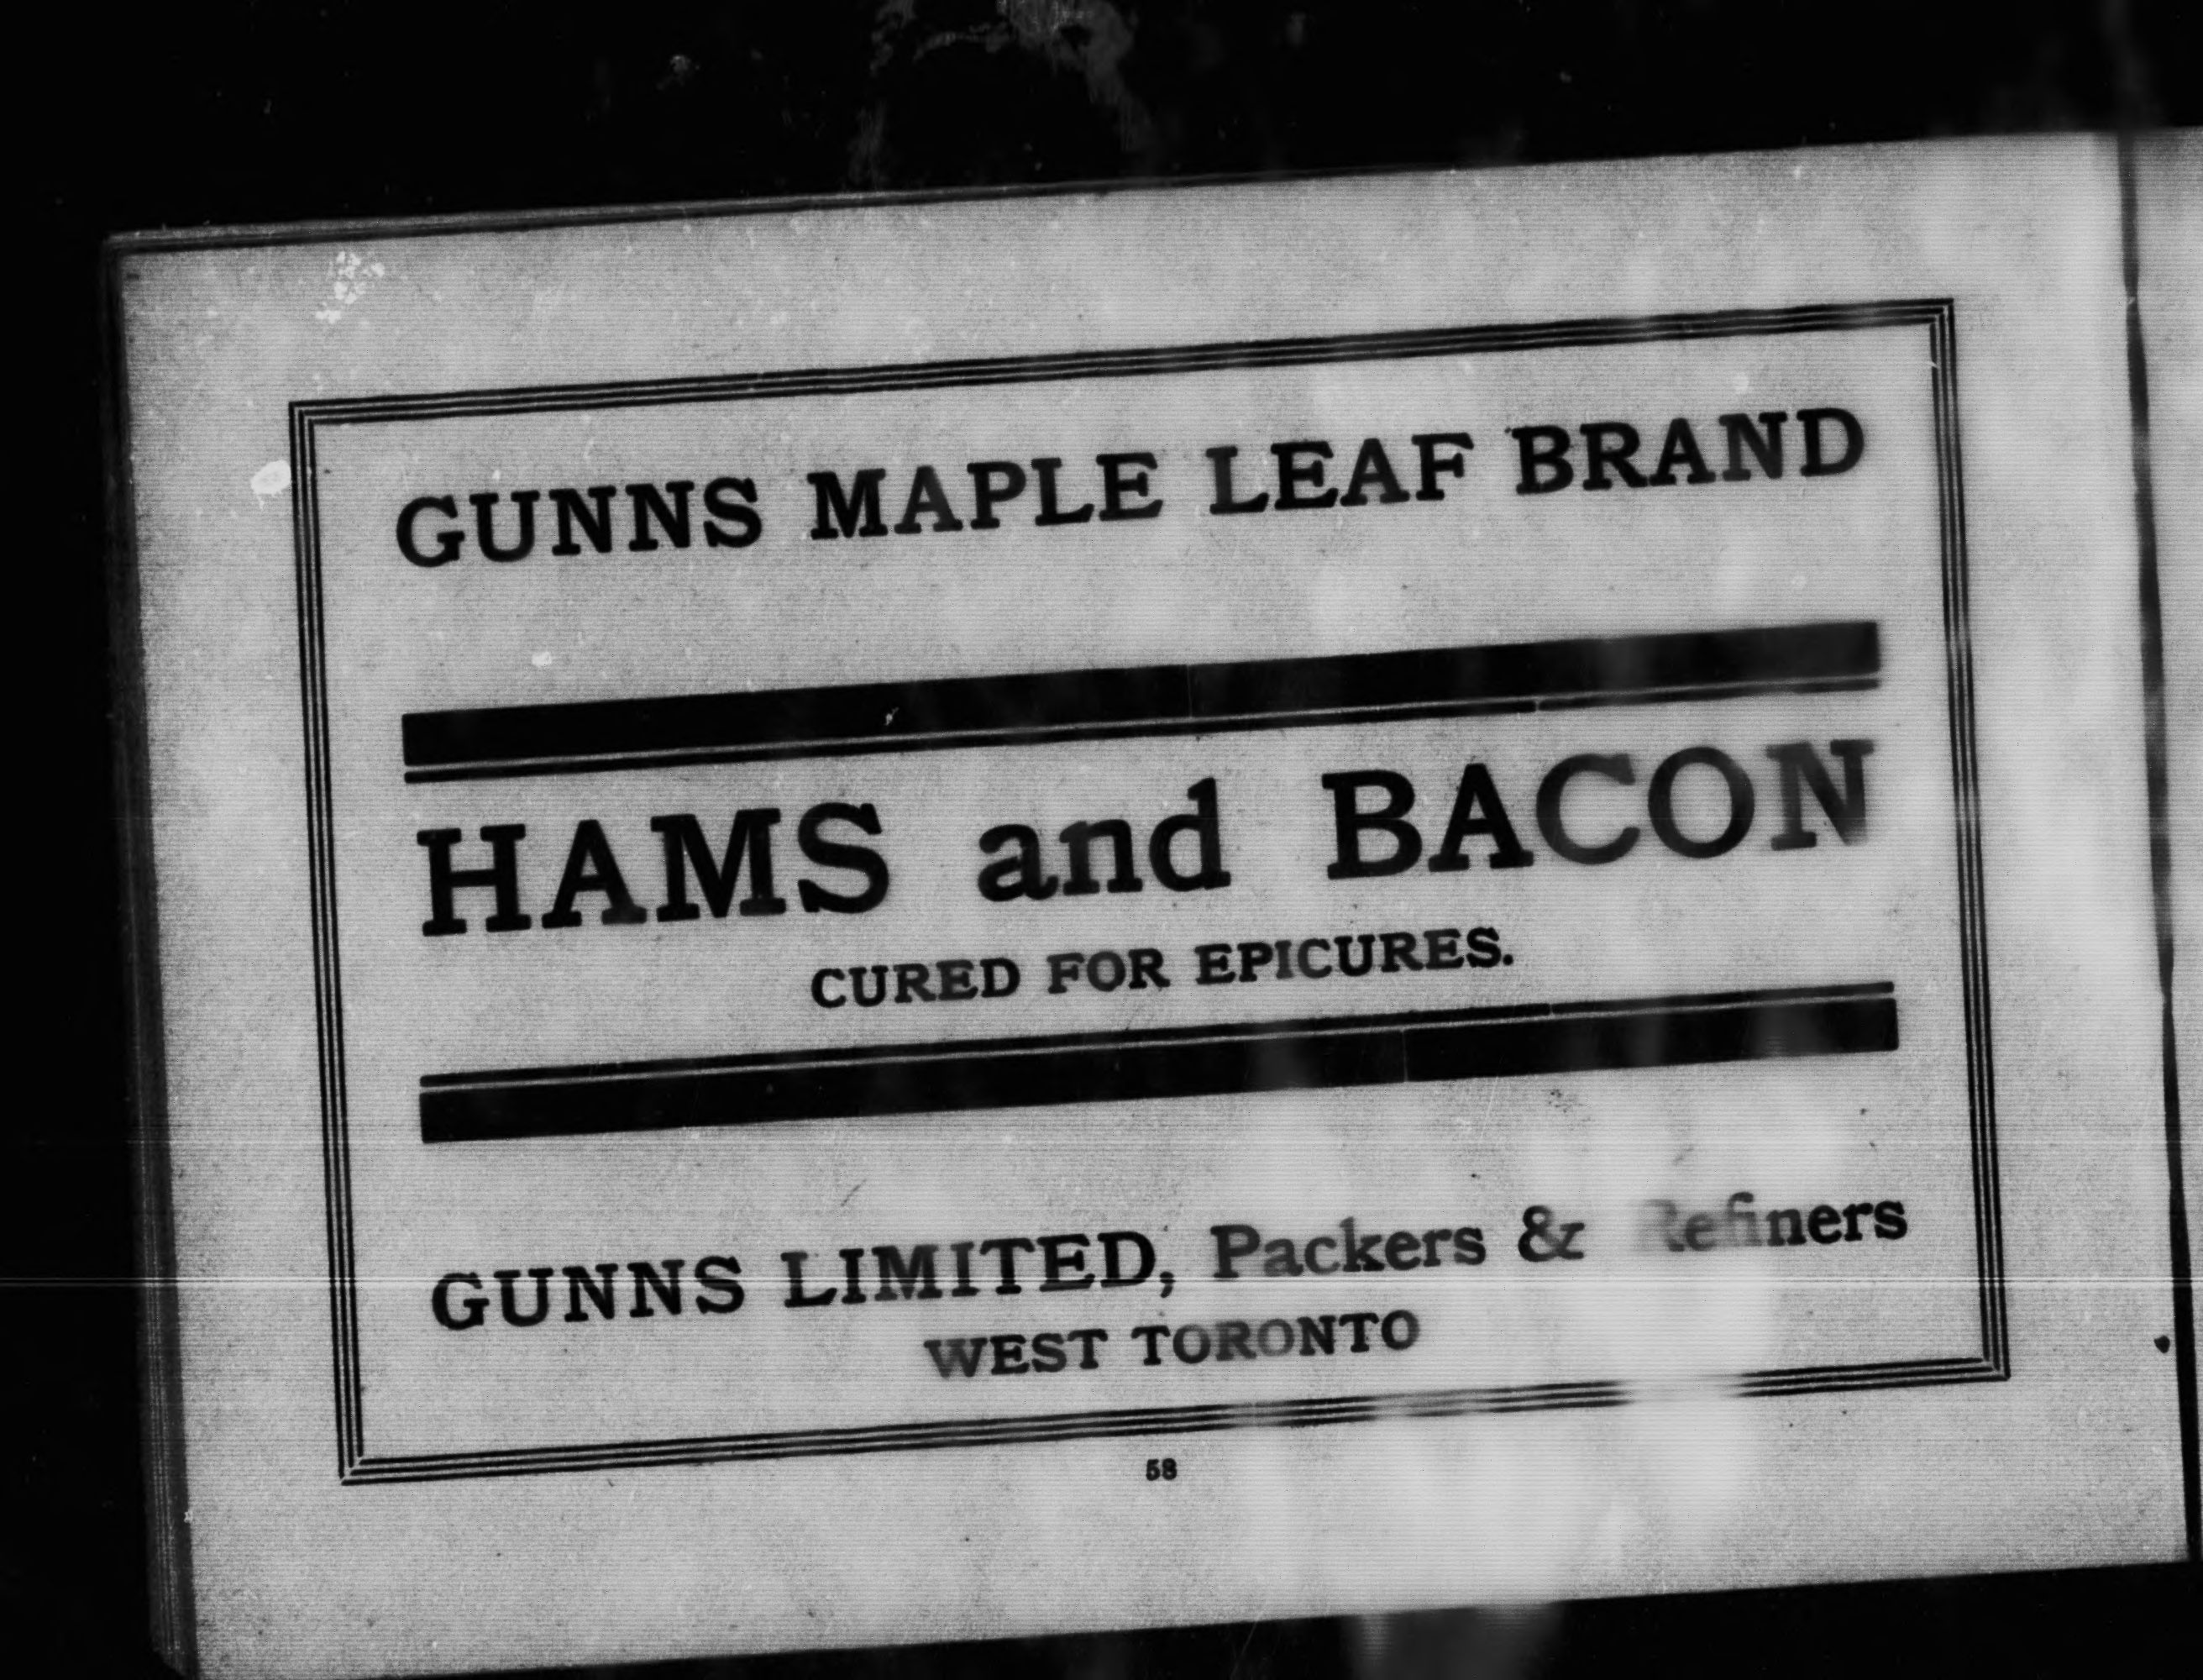 GUNNS MAPLE LEAF BRAND
HAMS and BACON
CURED FOR EPICURES.
GUNNS LIMITED, Packers & Refiners
WEST TORONTO
58